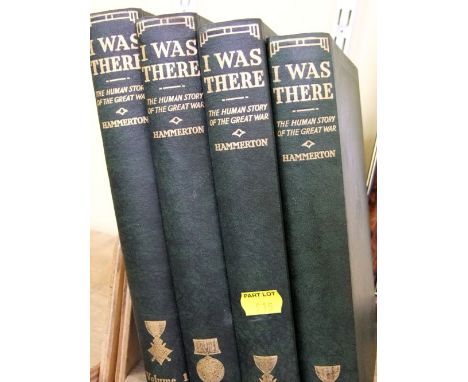 I WAS
THERE
THE HUMAN STORY
OF THE GREAT WAR
HAMMERTON
Volume 1
I WAS
THERE
THE HUMAN STORY
OF THE GREAT WAR
HAMMERTON
I WAS
THERE
THE HUMAN STORY
OF THE GREAT WAR
HAMMERTON
PART LOT
I WAS
THERE
THE HUMAN STORY
OF THE GREAT WAR
HAMMERTON